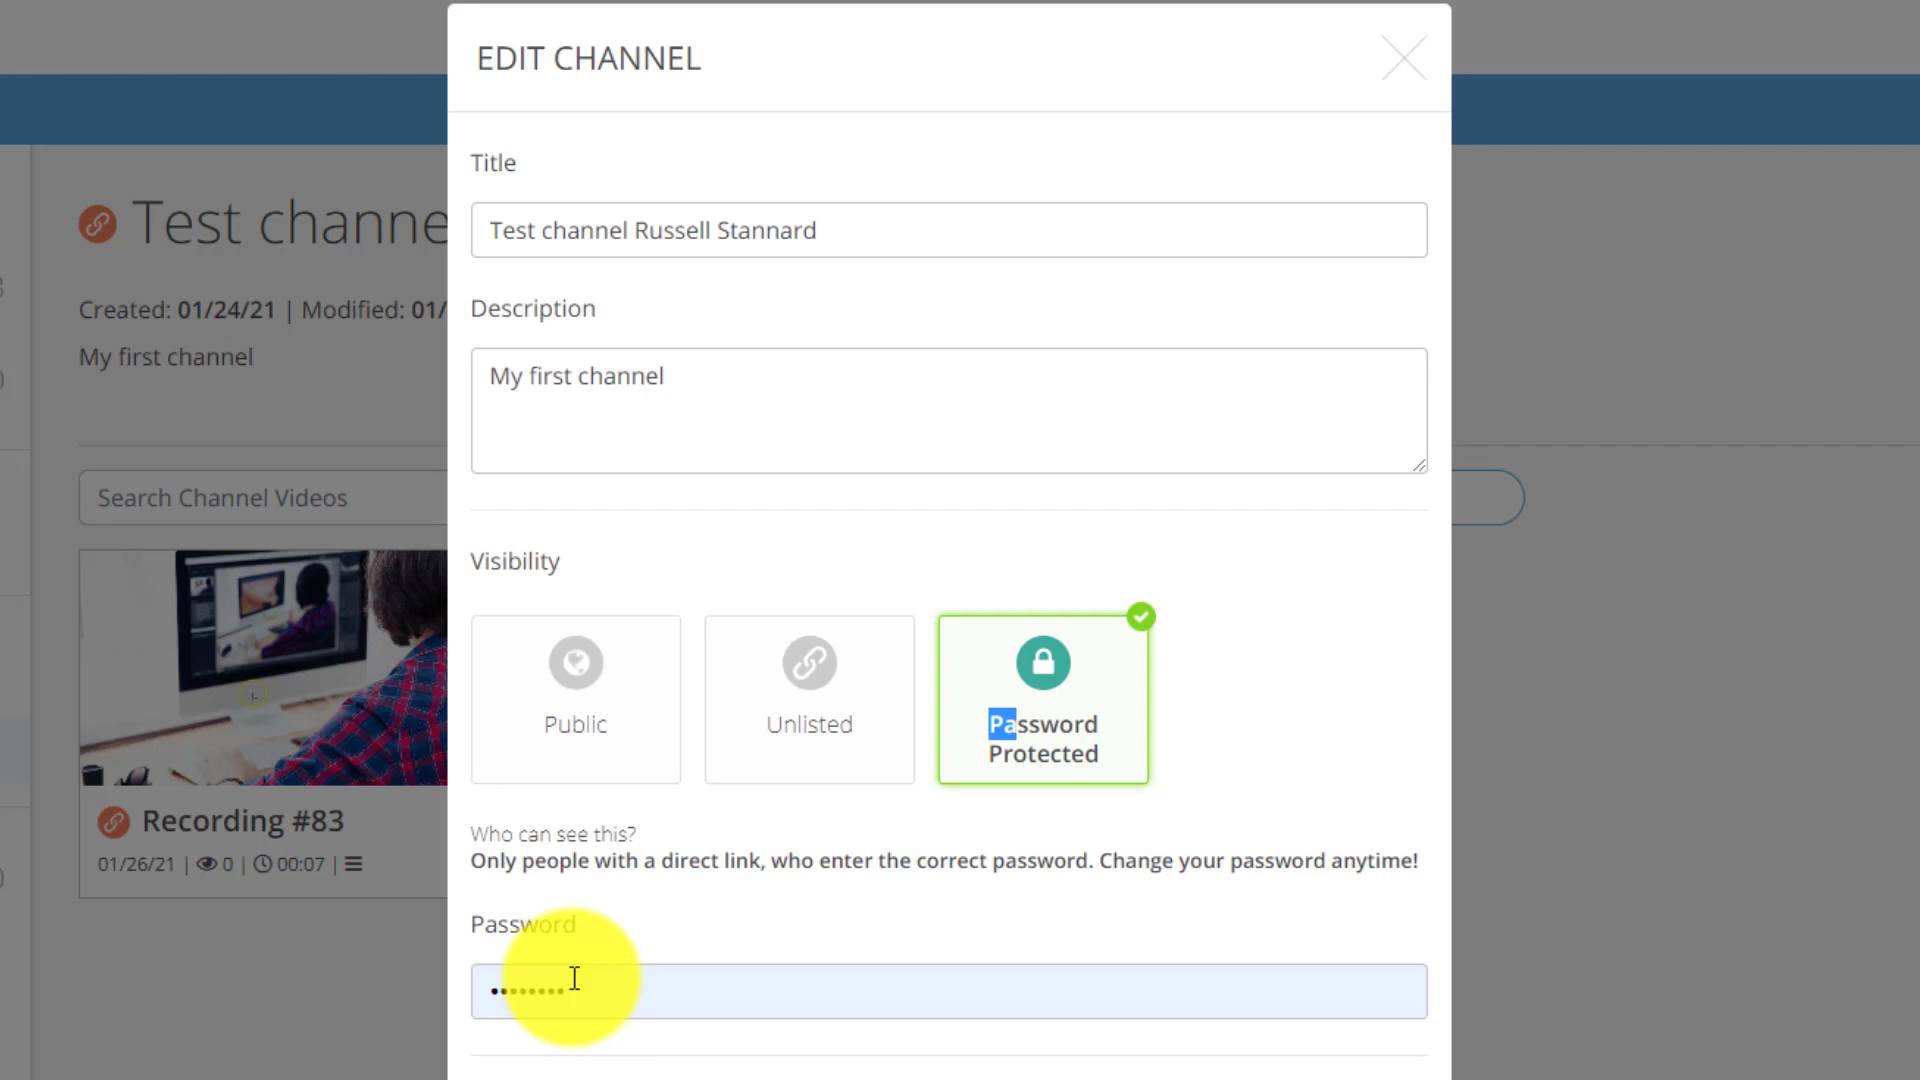 EDIT CHANNEL
Title
Test channel Russell Stannard
Description
My first channel
Visibility
Public
Unlisted
Password
Protected
Who can see this?
Only people with a direct link, who enter the correct password. Change your password anytime!
Password
••••••••
Test channe
Created: 01/24/21 | Modified: 01/
My first channel
Search Channel Videos
Recording #83
01/26/21 | 0 | 00:07 |